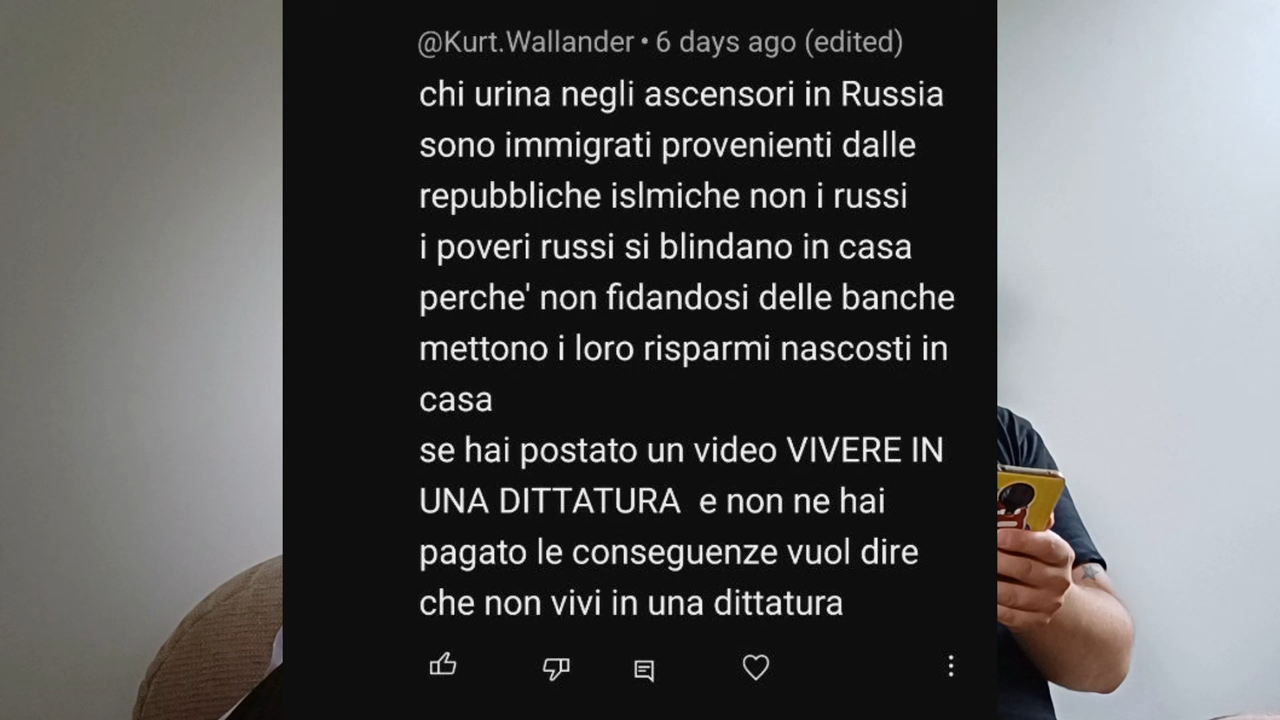 @Kurt.Wallander • 6 days ago (edited)
chi urina negli ascensori in Russia
sono immigrati provenienti dalle
repubbliche islmiche non i russi
i poveri russi si blindano in casa
perche' non fidandosi delle banche
mettono i loro risparmi nascosti in
casa
se hai postato un video VIVERE IN
UNA DITTATURA  e non ne hai
pagato le conseguenze vuol dire
che non vivi in una dittatura